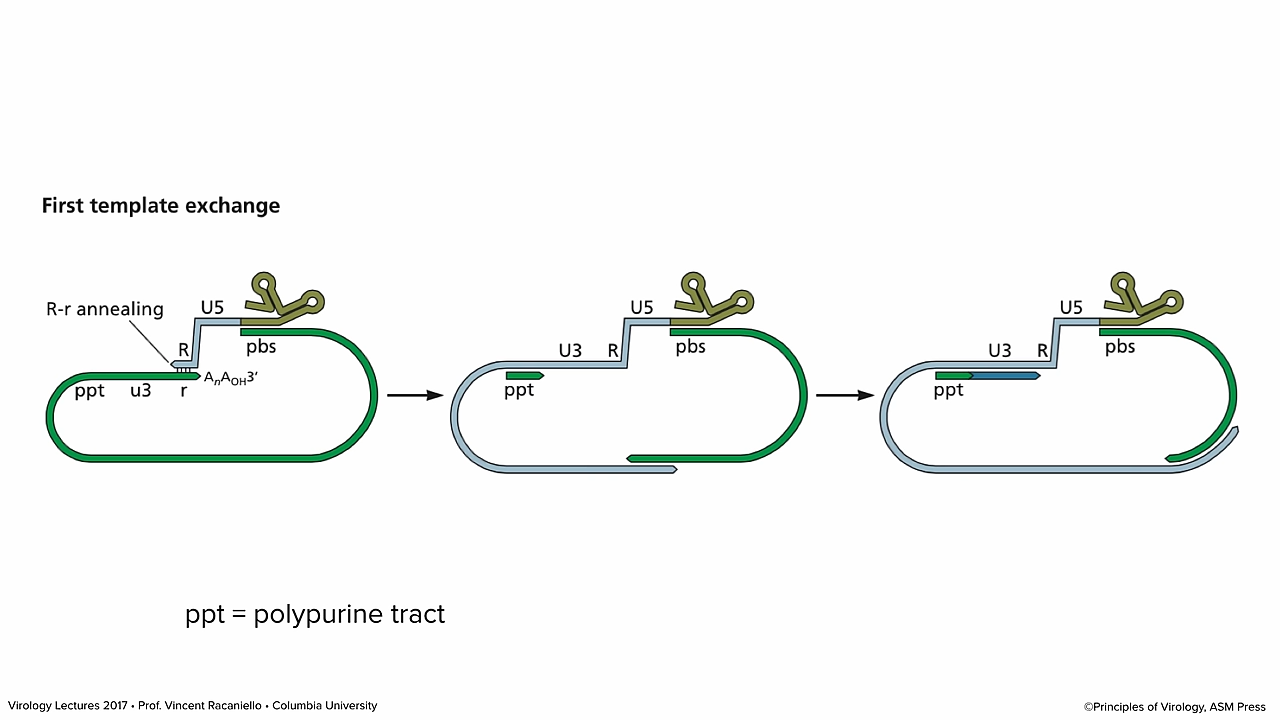 First template exchange
R-r annealing
U5
R
pbs
AnAOH3′
ppt u3 r
U5
U3 R
pbs
ppt
U5
U3 R
pbs
ppt
ppt = polypurine tract
Virology Lectures 2017 • Prof. Vincent Racaniello • Columbia University
©Principles of Virology, ASM Press